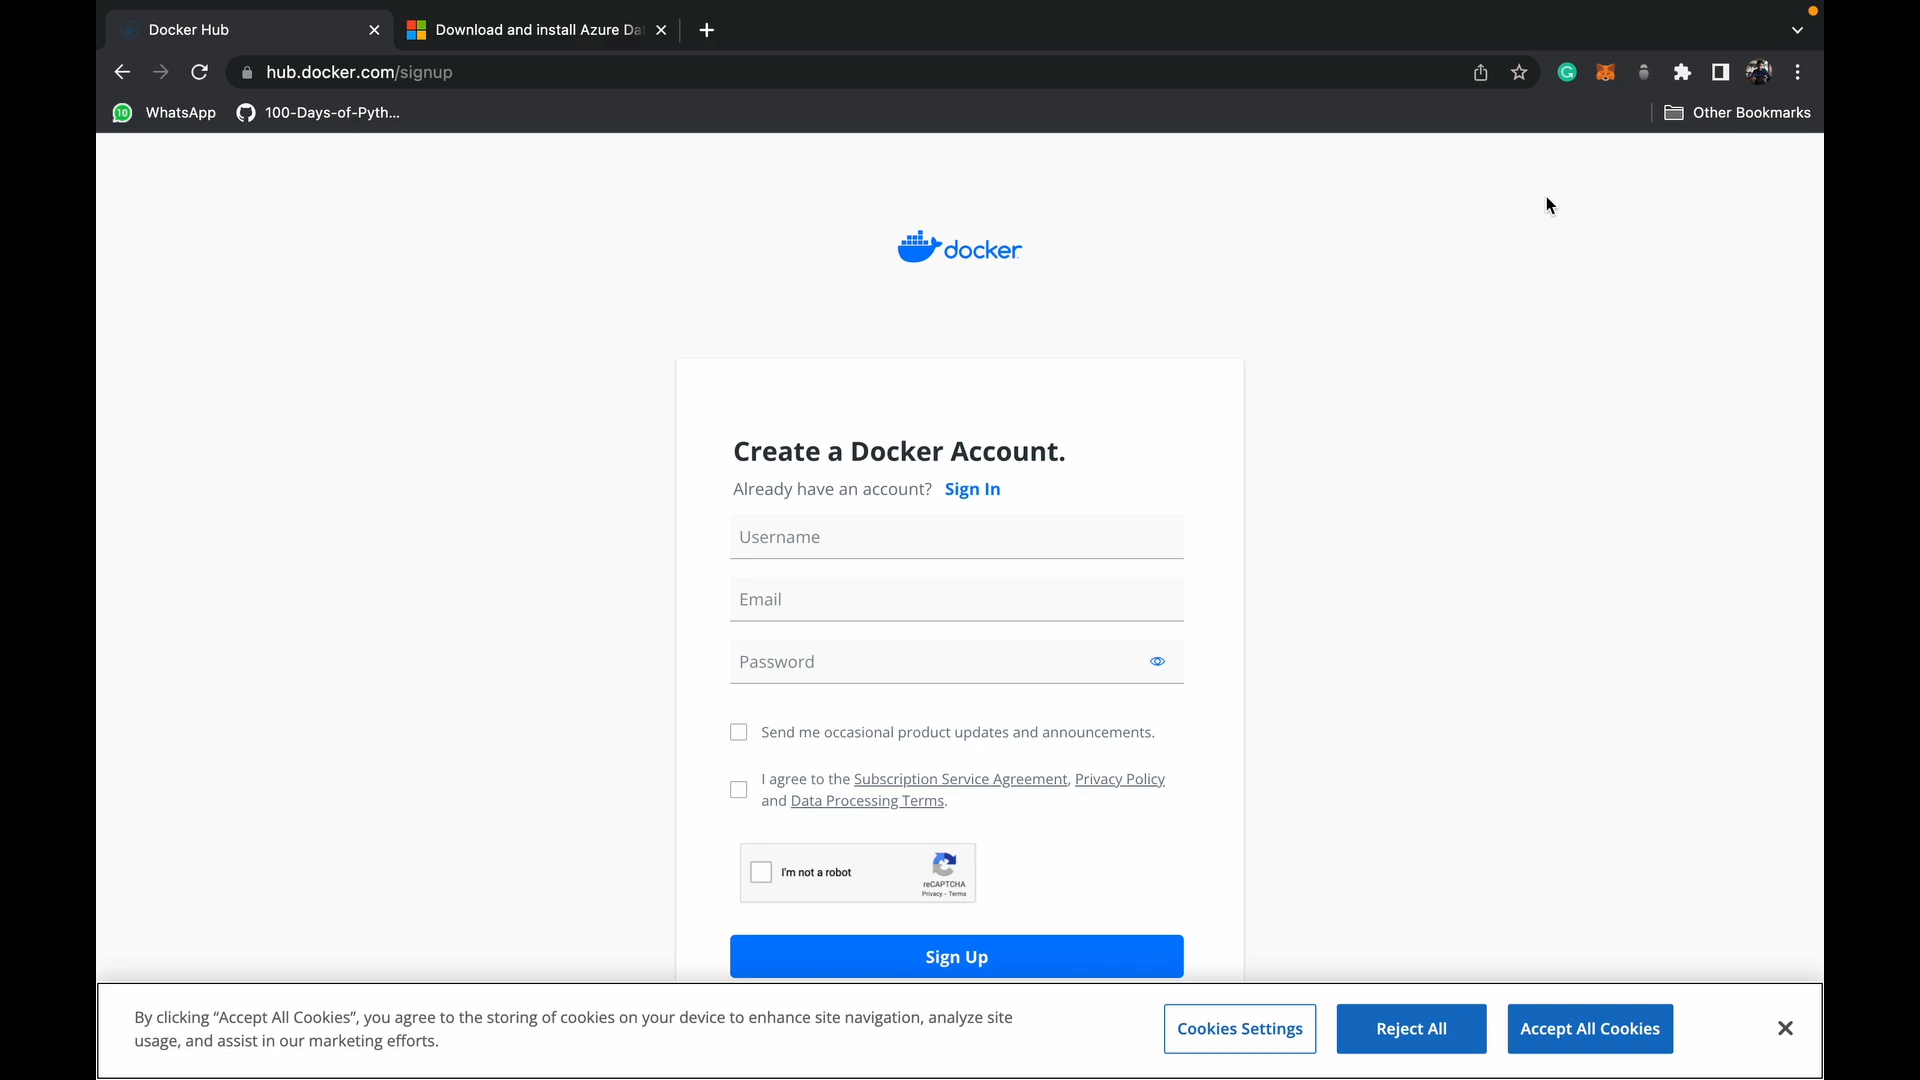 Docker Hub
Download and install Azure Da
hub.docker.com/signup
10
WhatsApp
100-Days-of-Pyth...
Other Bookmarks
docker
Create a Docker Account.
Already have an account? Sign In
Username
Email
Password
Send me occasional product updates and announcements.
I agree to the Subscription Service Agreement, Privacy Policy
and Data Processing Terms.
I'm not a robot
reCAPTCHA
Privacy - Terms
Sign Up
By clicking “Accept All Cookies”, you agree to the storing of cookies on your device to enhance site navigation, analyze site
usage, and assist in our marketing efforts.
Cookies Settings
Reject All
Accept All Cookies